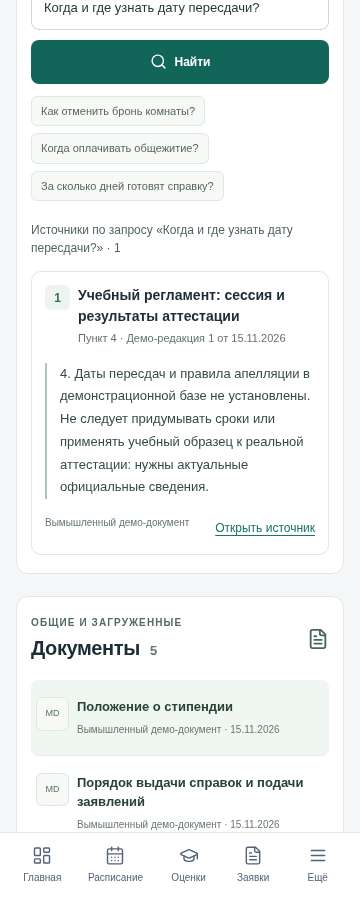 Когда и где узнать дату пересдачи?
Найти
Как отменить бронь комнаты?
Когда оплачивать общежитие?
За сколько дней готовят справку?
Источники по запросу «Когда и где узнать дату
пересдачи?» · 1
1
Учебный регламент: сессия и
результаты аттестации
Пункт 4 · Демо-редакция 1 от 15.11.2026
4. Даты пересдач и правила апелляции в
демонстрационной базе не установлены.
Не следует придумывать сроки или
применять учебный образец к реальной
аттестации: нужны актуальные
официальные сведения.
Вымышленный демо-документ
Открыть источник
ОБЩИЕ И ЗАГРУЖЕННЫЕ
Документы 5
MD
Положение о стипендии
Вымышленный демо-документ · 15.11.2026
MD
Порядок выдачи справок и подачи
заявлений
Вымышленный демо-документ · 15.11.2026
Главная
Расписание
Оценки
Заявки
Ещё